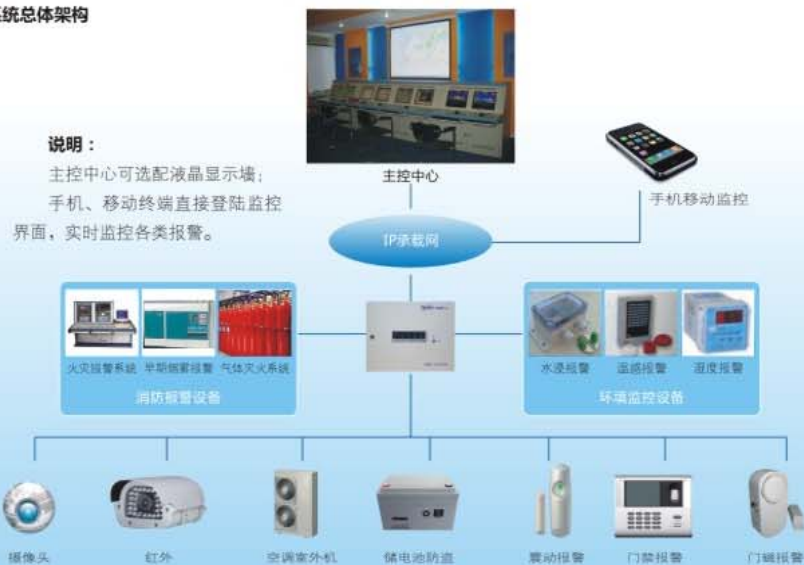 统总体架构
主控中心
说明：
主控中心可选配液晶显示墙；
手机、移动终端直接登陆监控
界面，实时监控各类报警。
手机移动监控
IP承载网
火灾报警系统 早期烟雾报警 气体灭火系统
消防报警设备
水浸报警 温感报警 湿度报警
环境监控设备
摄像头 红外 空调室外机 储电池防盗 震动报警 门禁报警 门磁报警